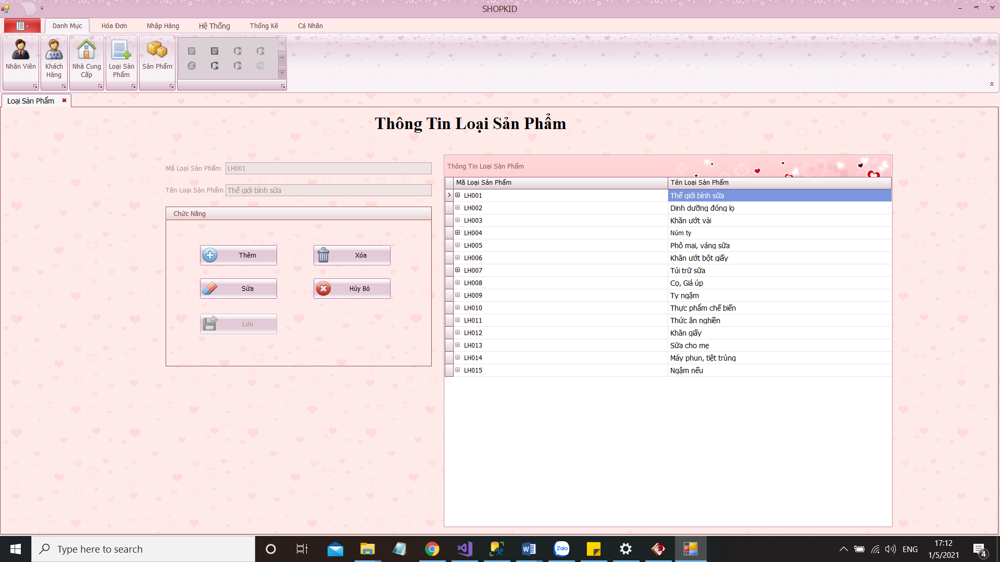 SHOPKID
Danh Mục Hóa Đơn Nhập Hàng Hệ Thống Thống Kê Cá Nhân
Nhân Viên Khách Hàng Nhà Cung Cấp Loại Sản Phẩm Sản Phẩm
Loại Sản Phẩm
Thông Tin Loại Sản Phẩm
Mã Loại Sản Phẩm LH001
Tên Loại Sản Phẩm Thế giới bình sữa
Chức Năng
Thêm Xóa
Sửa Hủy Bỏ
Lưu
Thông Tin Loại Sản Phẩm
Mã Loại Sản Phẩm Tên Loại Sản Phẩm
LH001 Thế giới bình sữa
LH002 Dinh dưỡng đóng lọ
LH003 Khăn ướt vải
LH004 Núm ty
LH005 Phô mai, váng sữa
LH006 Khăn ướt bột giấy
LH007 Túi trữ sữa
LH008 Cọ, Giá úp
LH009 Ty ngậm
LH010 Thực phẩm chế biến
LH011 Thức ăn nghiền
LH012 Khăn giấy
LH013 Sữa cho mẹ
LH014 Máy phun, tiệt trùng
LH015 Ngậm nếu
Type here to search
Zalo
ENG
17:12
1/5/2021
4